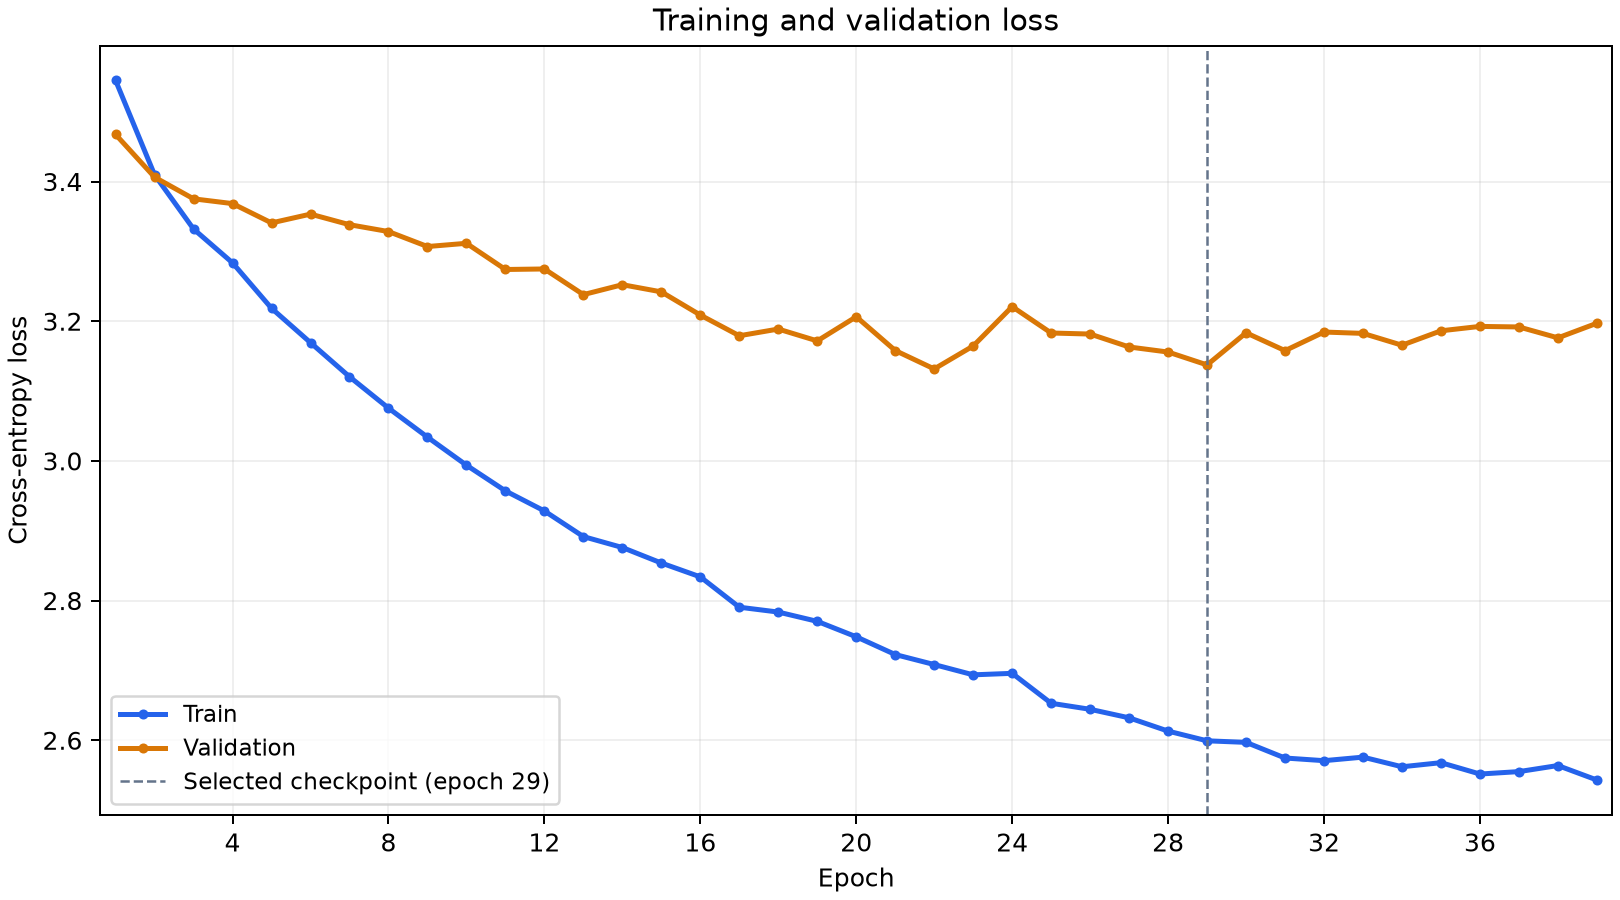 Training and validation loss
Cross-entropy loss
3.4
3.2
3.0
2.8
2.6
Train
Validation
Selected checkpoint (epoch 29)
4 8 12 16 20 24 28 32 36
Epoch